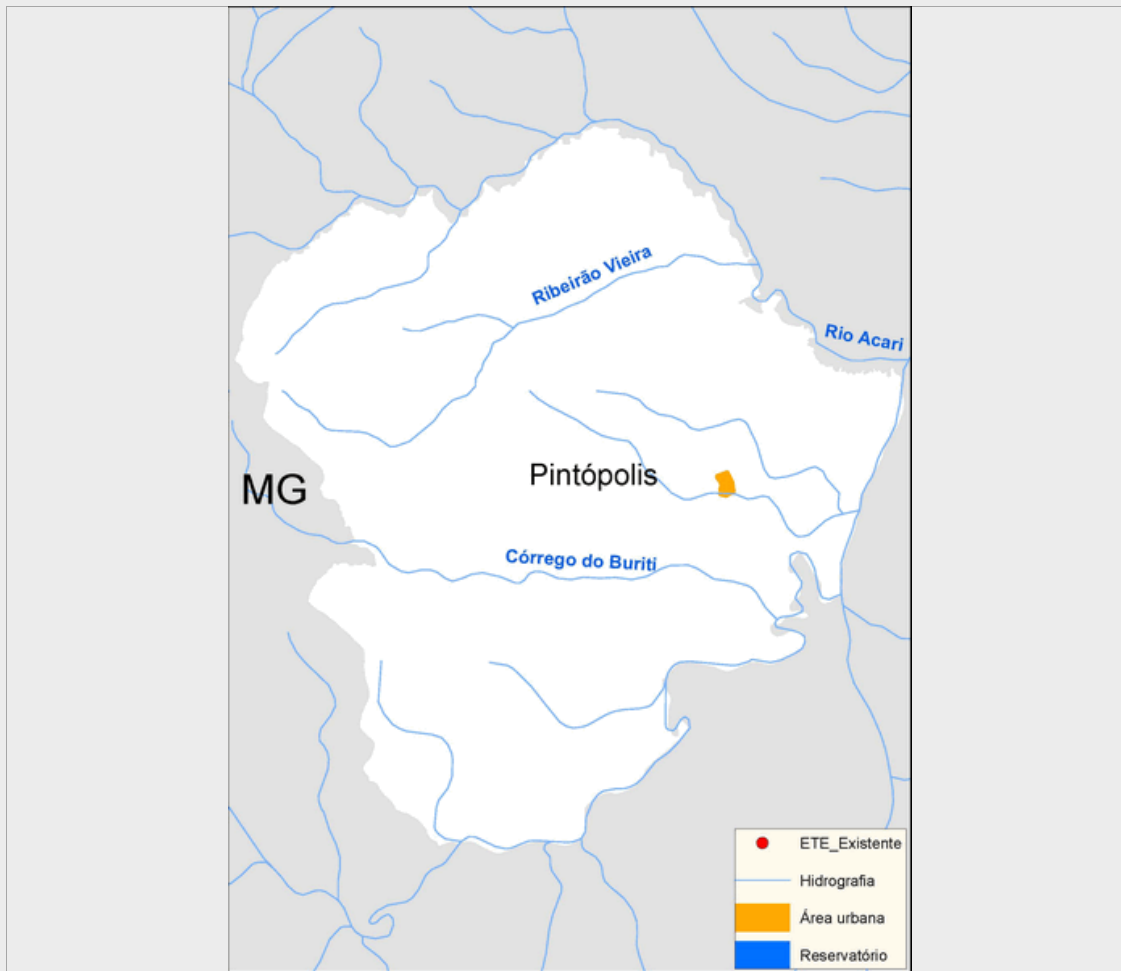 Ribeirão Vieira
Rio Acari
Pintópolis
MG
Córrego do Buriti
ETE_Existente
Hidrografia
Área urbana
Reservatório